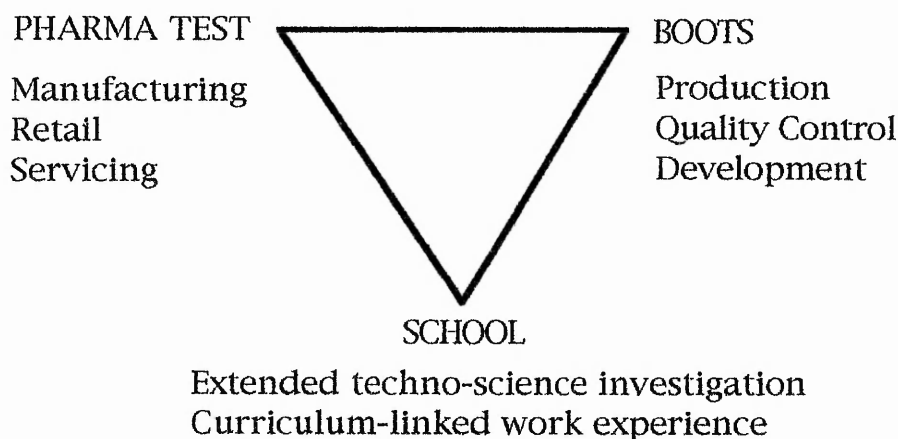 PHARMA TEST
Manufacturing
Retail
Servicing
BOOTS
Production
Quality Control
Development
SCHOOL
Extended techno-science investigation
Curriculum-linked work experience